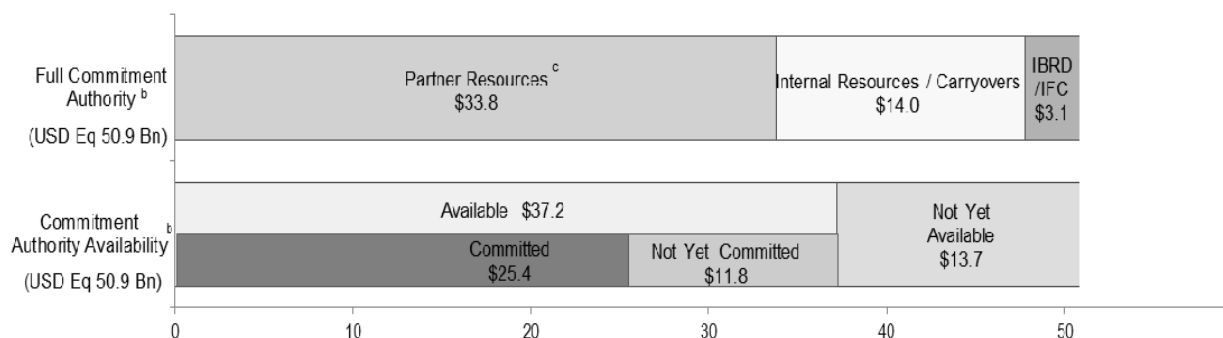 Full Commitment
Authority b
(USD Eq 50.9 Bn)
Partner Resources c
$33.8
Internal Resources / Carryovers
$14.0
IBRD
/IFC
$3.1
Commitment
Authority Availability b
(USD Eq 50.9 Bn)
Available $37.2
Committed
$25.4
Not Yet Committed
$11.8
Not Yet
Available
$13.7
0 10 20 30 40 50